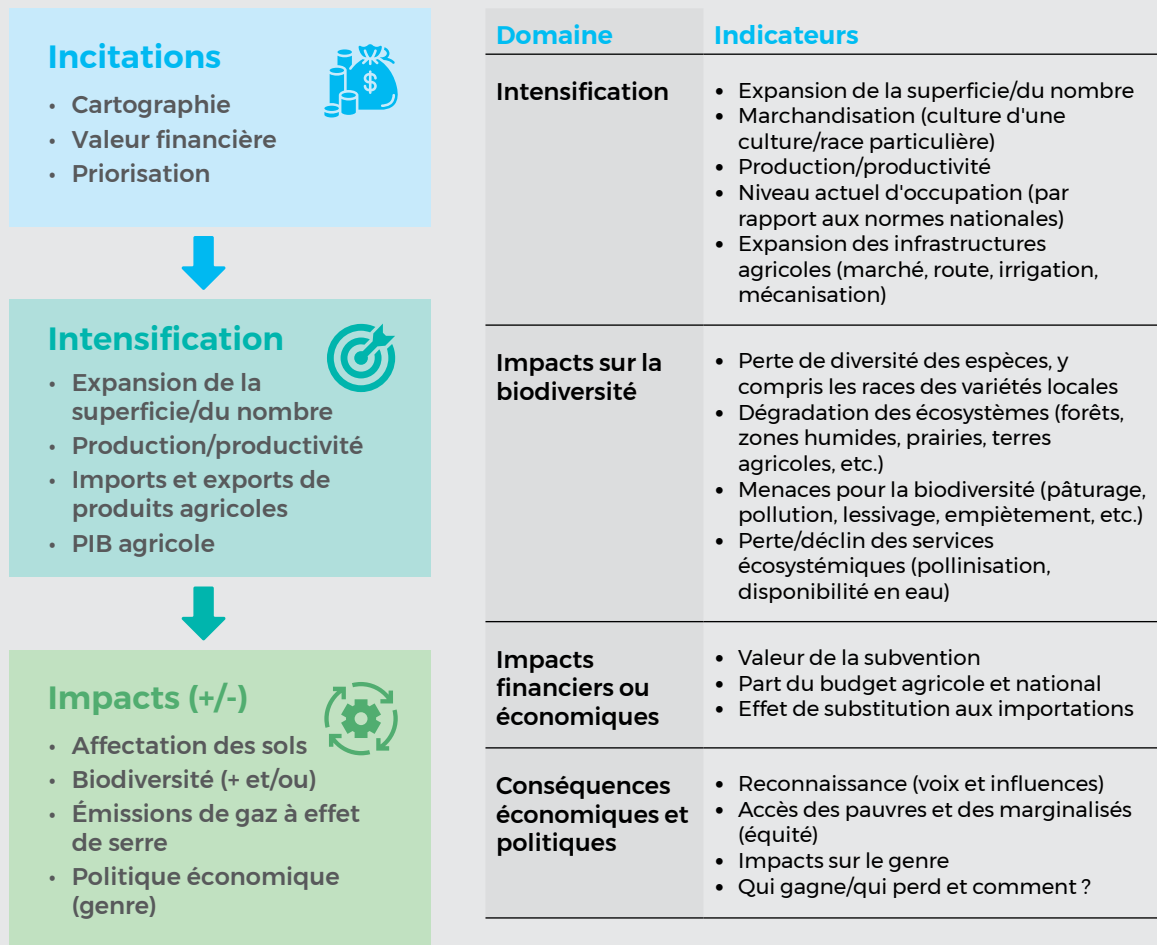 Incitations
• Cartographie
• Valeur financière
• Priorisation
$
Intensification
• Expansion de la
superficie/du nombre
• Production/productivité
• Imports et exports de
produits agricoles
• PIB agricole
Impacts (+/-)
• Affectation des sols
• Biodiversité (+ et/ou)
• Émissions de gaz à effet
de serre
• Politique économique
(genre)
Domaine Indicateurs
Intensification
• Expansion de la superficie/du nombre
• Marchandisation (culture d'une
culture/race particulière)
• Production/productivité
• Niveau actuel d'occupation (par
rapport aux normes nationales)
• Expansion des infrastructures
agricoles (marché, route, irrigation,
mécanisation)
Impacts sur la
biodiversité
• Perte de diversité des espèces, y
compris les races des variétés locales
• Dégradation des écosystèmes (forêts,
zones humides, prairies, terres
agricoles, etc.)
• Menaces pour la biodiversité (pâturage,
pollution, lessivage, empiètement, etc.)
• Perte/déclin des services
écosystémiques (pollinisation,
disponibilité en eau)
Impacts
financiers ou
économiques
• Valeur de la subvention
• Part du budget agricole et national
• Effet de substitution aux importations
Conséquences
économiques et
politiques
• Reconnaissance (voix et influences)
• Accès des pauvres et des marginalisés
(équité)
• Impacts sur le genre
• Qui gagne/qui perd et comment ?